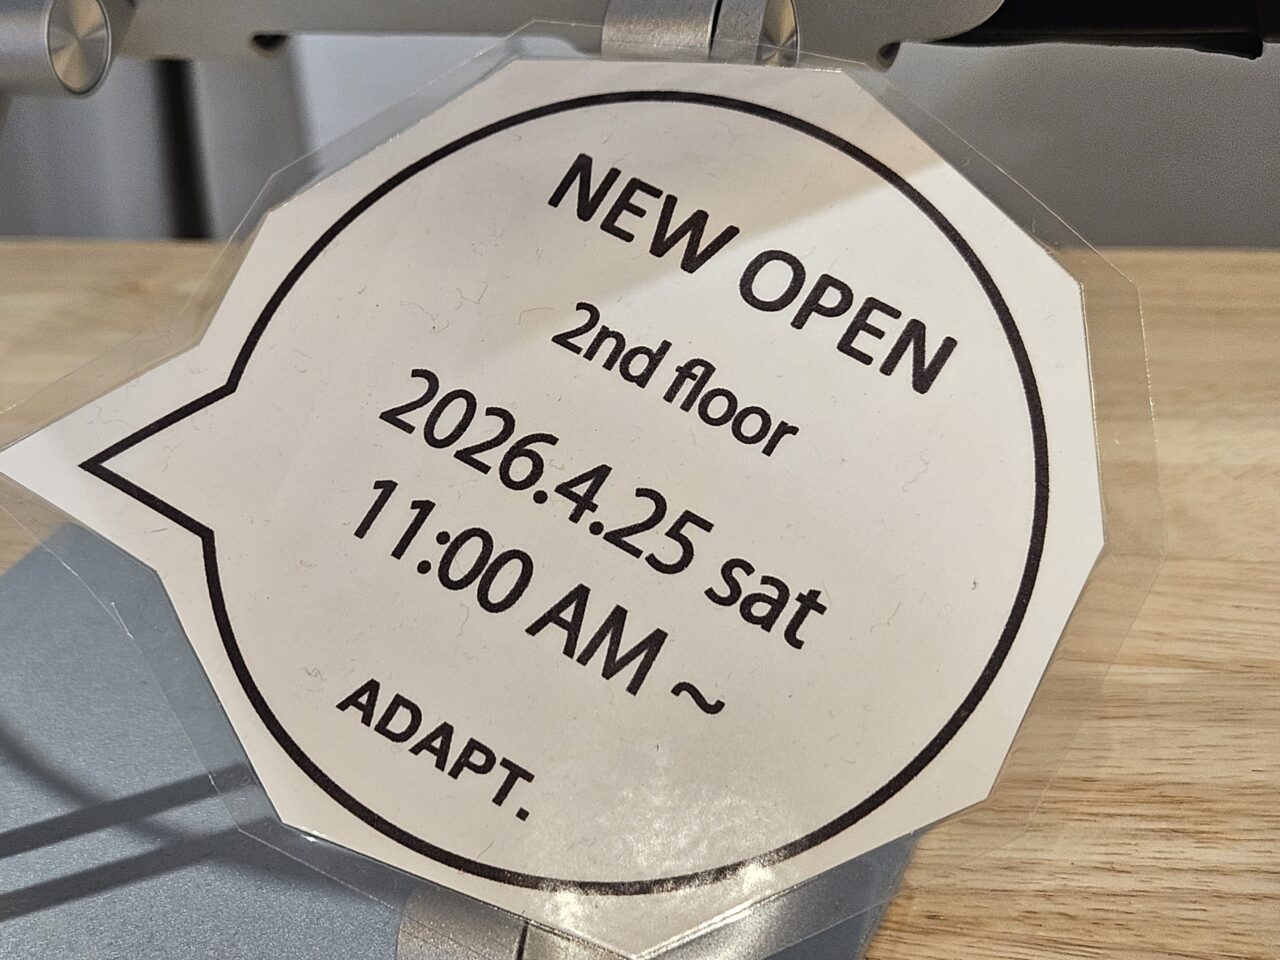 NEW OPEN
2nd floor
2026.4.25 sat
11:00 AM ~
ADAPT.